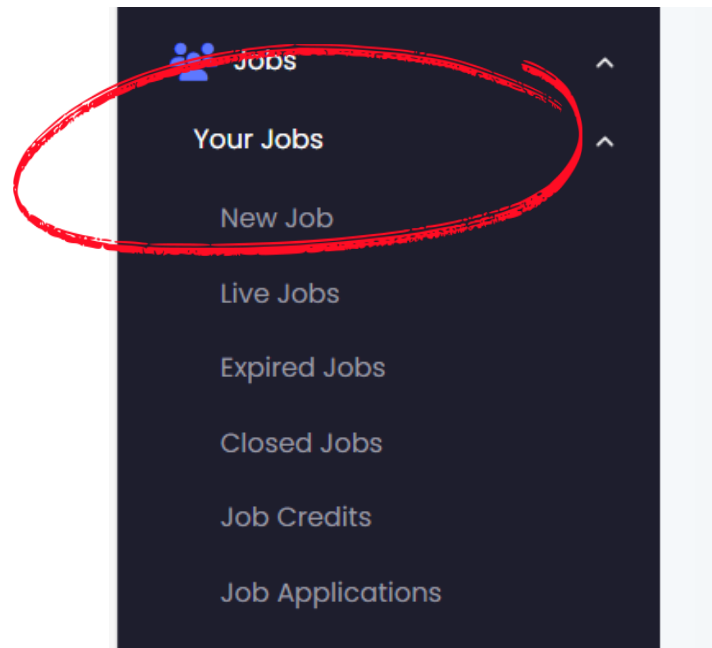 Jobs
Your Jobs
New Job
Live Jobs
Expired Jobs
Closed Jobs
Job Credits
Job Applications